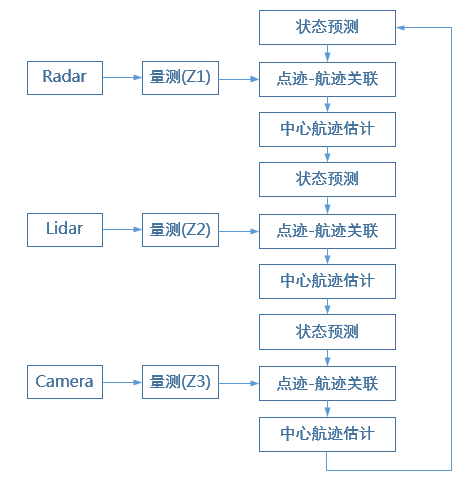 状态预测
Radar
量测(Z1)
点迹-航迹关联
中心航迹估计
状态预测
Lidar
量测(Z2)
点迹-航迹关联
中心航迹估计
状态预测
Camera
量测(Z3)
点迹-航迹关联
中心航迹估计